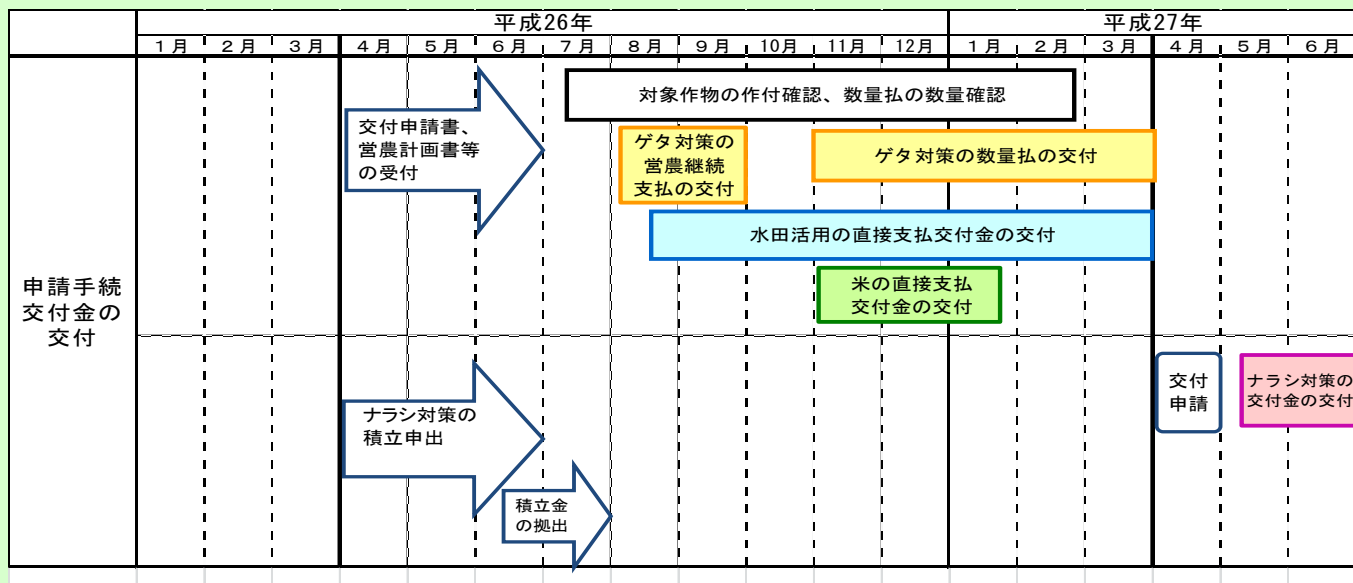 平成26年
平成27年
1月 2月 3月 4月 5月 6月 7月 8月 9月 10月 11月 12月 1月 2月 3月 4月 5月 6月
申請手続
交付金の
交付
交付申請書、
営農計画書等
の受付
対象作物の作付確認、数量払の数量確認
ゲタ対策の
営農継続
支払の交付
ゲタ対策の数量払の交付
水田活用の直接支払交付金の交付
米の直接支払
交付金の交付
ナラシ対策の
積立申出
積立金
の拠出
交付
申請
ナラシ対策の
交付金の交付